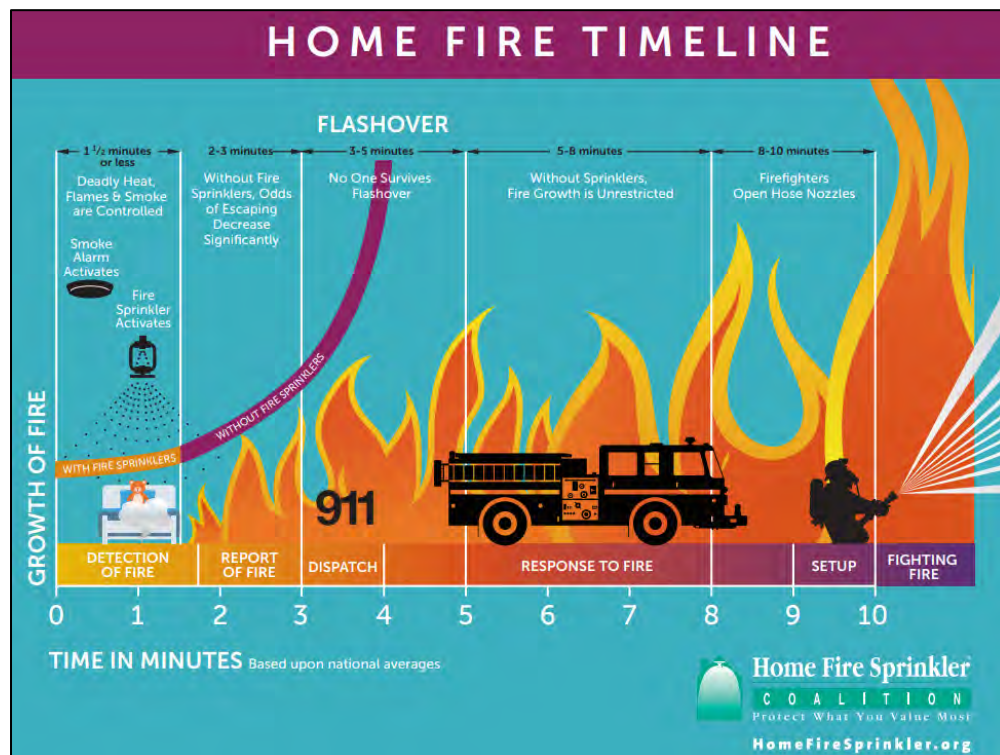 HOME FIRE TIMELINE
FLASHOVER
1 1/2 minutes
or less
2-3 minutes
3-5 minutes
5-8 minutes
8-10 minutes
Deadly Heat,
Flames & Smoke
are Controlled
Without Fire
Sprinklers, Odds
of Escaping
Decrease
Significantly
No One Survives
Flashover
Without Sprinklers,
Fire Growth is Unrestricted
Firefighters
Open Hose Nozzles
Smoke
Alarm
Activates
Fire
Sprinkler
Activates
GROWTH OF FIRE
WITH FIRE SPRINKLERS
WITHOUT FIRE SPRINKLERS
911
DETECTION
OF FIRE
REPORT
OF FIRE
DISPATCH
RESPONSE TO FIRE
SETUP
FIGHTING
FIRE
0 1 2 3 4 5 6 7 8 9 10
TIME IN MINUTES Based upon national averages
Home Fire Sprinkler
COALITION
Protect What You Value Most
HomeFireSprinkler.org